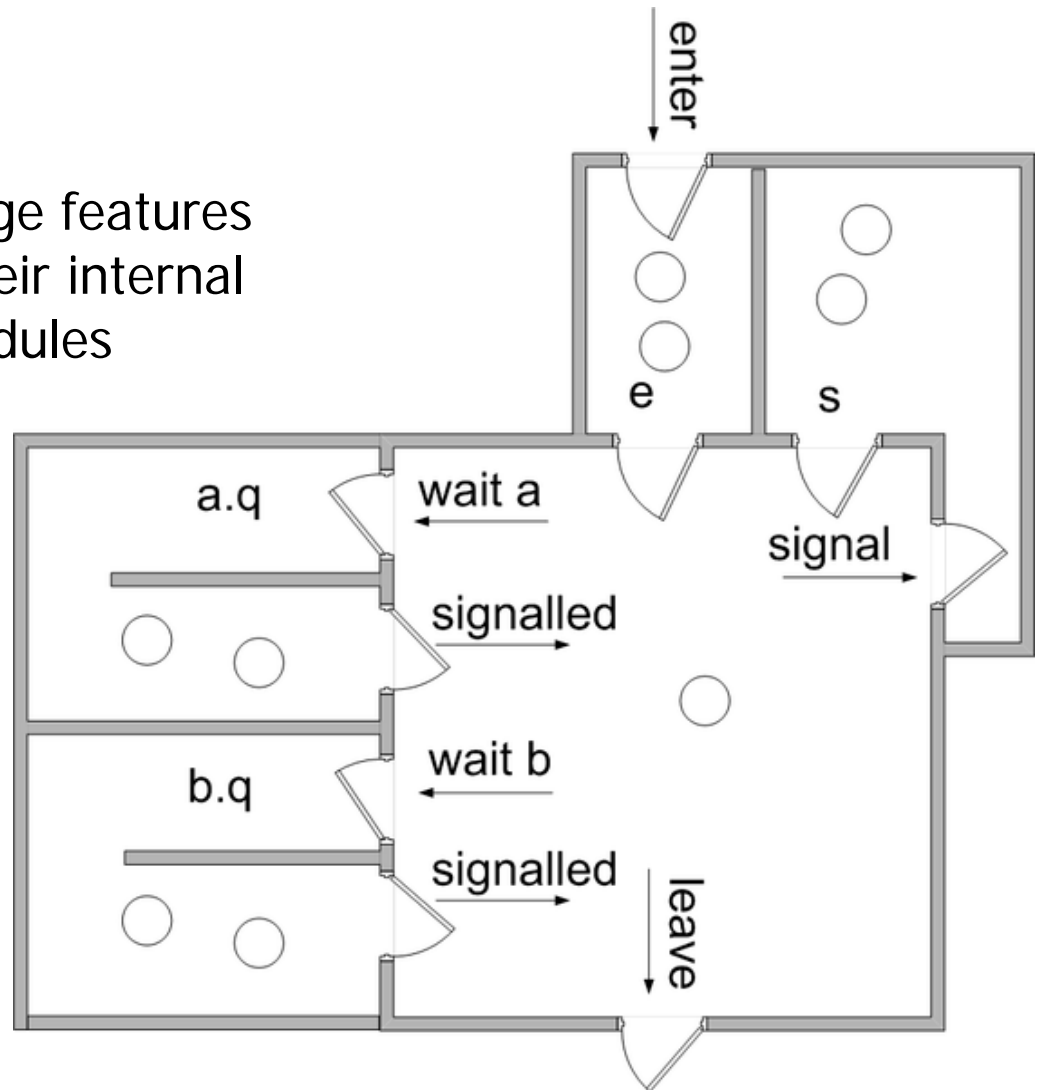 enter
ge features
eir internal
dules
e
s
a.q
wait a
signal
signalled
wait b
b.q
signalled
leave